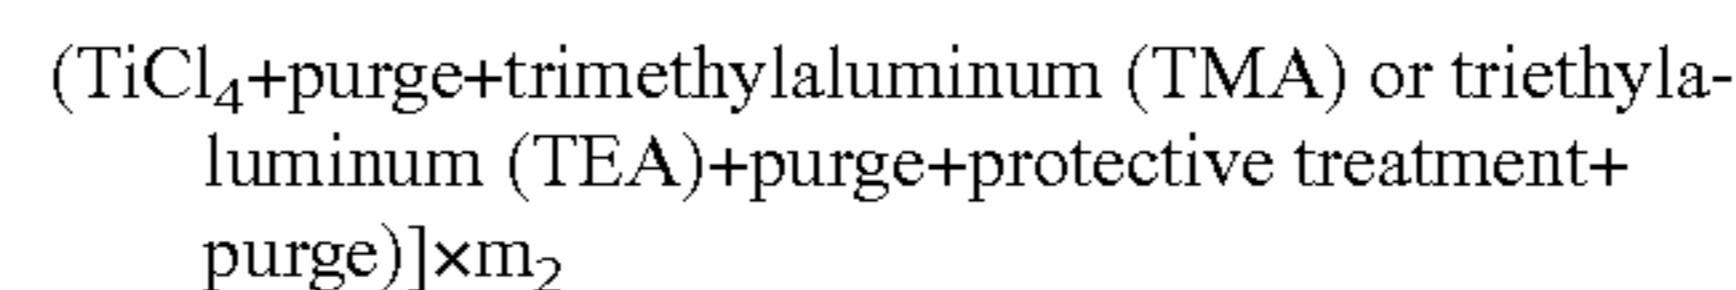 (TiCl₄+purge+trimethylaluminum (TMA) or triethyla-
luminum (TEA)+purge+protective treatment+
purge)]×m₂